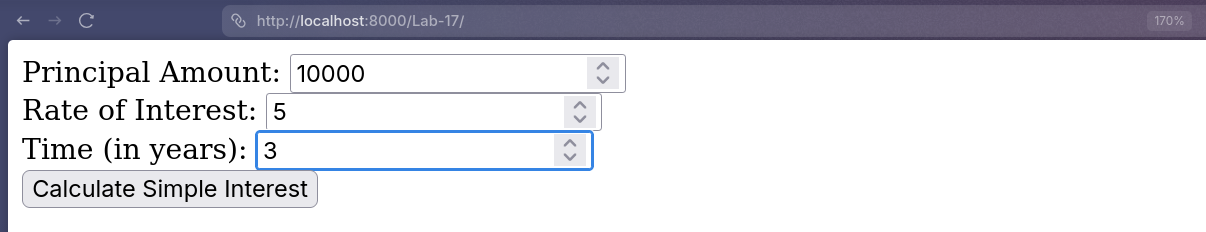 http://localhost:8000/Lab-17/ 170%
Principal Amount: 10000
Rate of Interest: 5
Time (in years): 3
Calculate Simple Interest